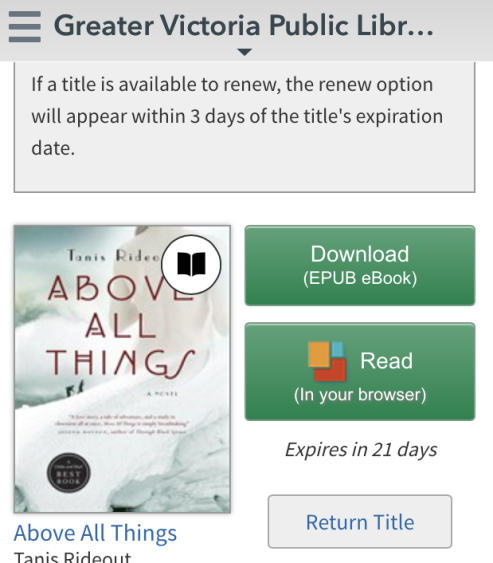 Greater Victoria Public Libr...
If a title is available to renew, the renew option
will appear within 3 days of the title's expiration
date.
Tanis Rideo
ABOVE
ALL
THINGS
A NOVEL
BEST
BOOK
Download
(EPUB eBook)
Read
(In your browser)
Expires in 21 days
Return Title
Above All Things
Tanis Rideout